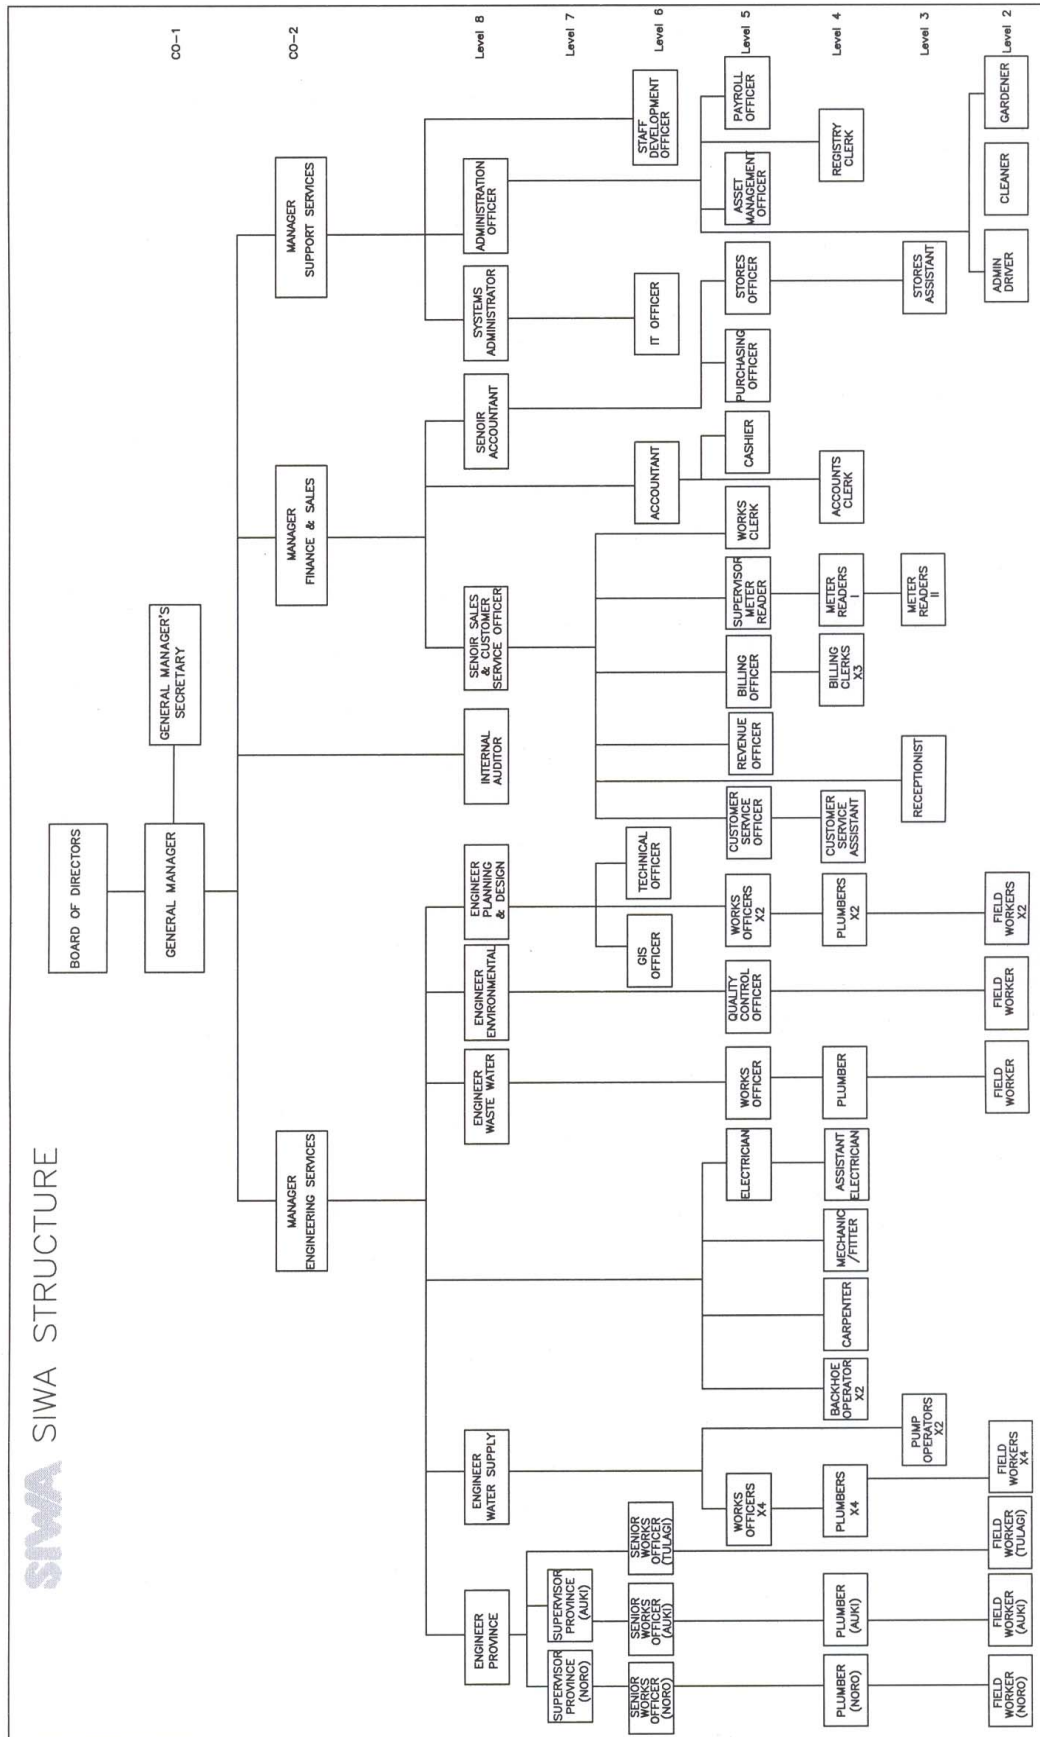 SIWA SIWA STRUCTURE
BOARD OF DIRECTORS
GENERAL MANAGER
GENERAL MANAGER'S
SECRETARY
CO-1
MANAGER
ENGINEERING SERVICES
MANAGER
FINANCE & SALES
MANAGER
SUPPORT SERVICES
CO-2
ENGINEER
PROVINCE
ENGINEER
WATER SUPPLY
ENGINEER
WASTE WATER
ENGINEER
ENVIRONMENTAL
ENGINEER
PLANNING
& DESIGN
INTERNAL
AUDITOR
SENOIR SALES
& CUSTOMER
SERVICE OFFICER
SENOIR
ACCOUNTANT
SYSTEMS
ADMINISTRATOR
ADMINISTRATION
OFFICER
Level 8
SUPERVISOR
PROVINCE
(NORO)
SUPERVISOR
PROVINCE
(AUKI)
Level 7
SENIOR
WORKS
OFFICER
(NORO)
SENIOR
WORKS
OFFICER
(AUKI)
SENIOR
WORKS
OFFICER
(TULAGI)
GIS
OFFICER
TECHNICAL
OFFICER
ACCOUNTANT
IT OFFICER
STAFF
DEVELOPMENT
OFFICER
Level 6
WORKS
OFFICERS
X4
ELECTRICIAN
WORKS
OFFICER
QUALITY
CONTROL
OFFICER
WORKS
OFFICERS
X2
CUSTOMER
SERVICE
OFFICER
REVENUE
OFFICER
BILLING
OFFICER
SUPERVISOR
METER
READER
WORKS
CLERK
CASHIER
PURCHASING
OFFICER
STORES
OFFICER
ASSET
MANAGEMENT
OFFICER
PAYROLL
OFFICER
Level 5
PLUMBER
(NORO)
PLUMBER
(AUKI)
PLUMBERS
X4
BACKHOE
OPERATOR
X2
CARPENTER
MECHANIC
/FITTER
ASSISTANT
ELECTRICIAN
PLUMBER
PLUMBERS
X2
CUSTOMER
SERVICE
ASSISTANT
BILLING
CLERKS
X3
METER
READERS
I
ACCOUNTS
CLERK
REGISTRY
CLERK
Level 4
PUMP
OPERATORS
X2
RECEPTIONIST
METER
READERS
II
STORES
ASSISTANT
Level 3
FIELD
WORKER
(NORO)
FIELD
WORKER
(AUKI)
FIELD
WORKER
(TULAGI)
FIELD
WORKERS
X4
FIELD
WORKER
FIELD
WORKER
FIELD
WORKERS
X2
ADMIN
DRIVER
CLEANER
GARDENER
Level 2